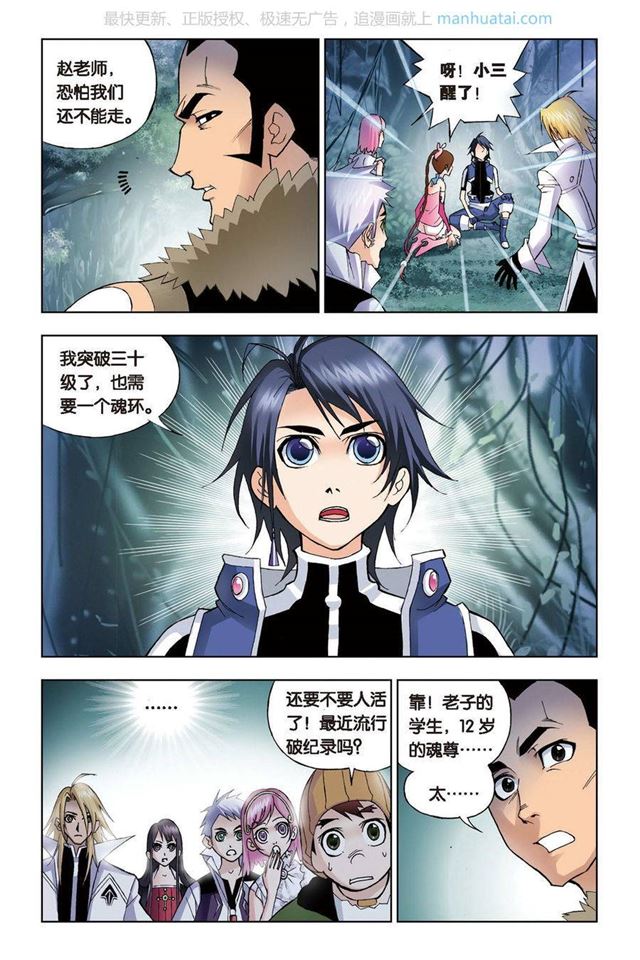 最快更新、正版授权、极速无广告，追漫画就上 manhuatai.com
赵老师，
恐怕我们
还不能走。
呀！小三
醒了！
我突破三十
级了，也需
要一个魂环。
……
还要不要人活
了！最近流行
破纪录吗？
靠！老子的
学生，12岁
的魂尊……
太……